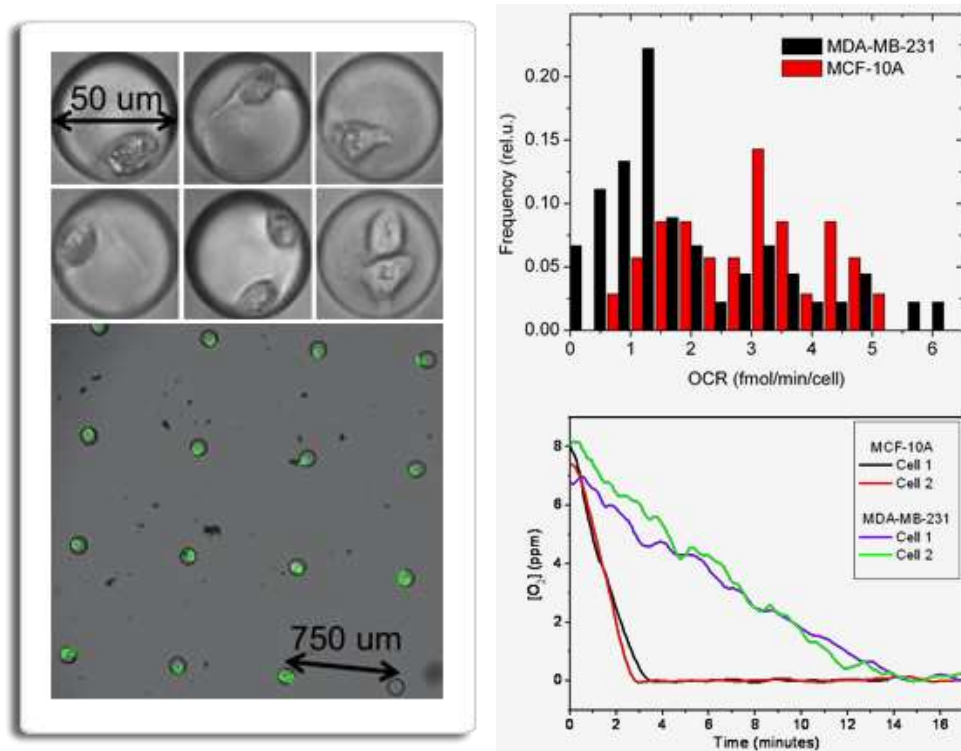 50 um
750 um
MDA-MB-231
MCF-10A
Frequency (rel.u.)
0.20
0.15
0.10
0.05
0.00
0 1 2 3 4 5 6
OCR (fmol/min/cell)
MCF-10A
Cell 1
Cell 2
MDA-MB-231
Cell 1
Cell 2
[O₂] (ppm)
8
6
4
2
0
0 2 4 6 8 10 12 14 16
Time (minutes)